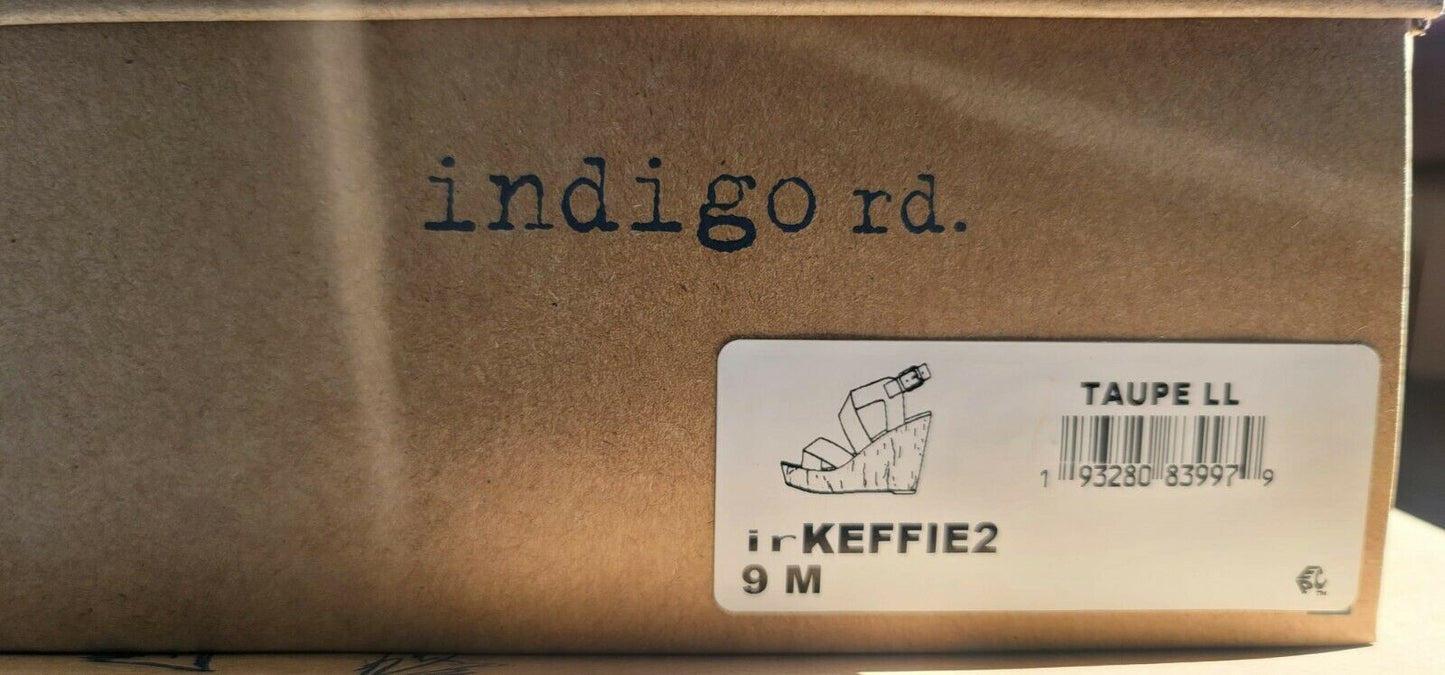 indigo rd.
TAUPE LL
1 93280 83997 9
irKEFFIE2
9 M